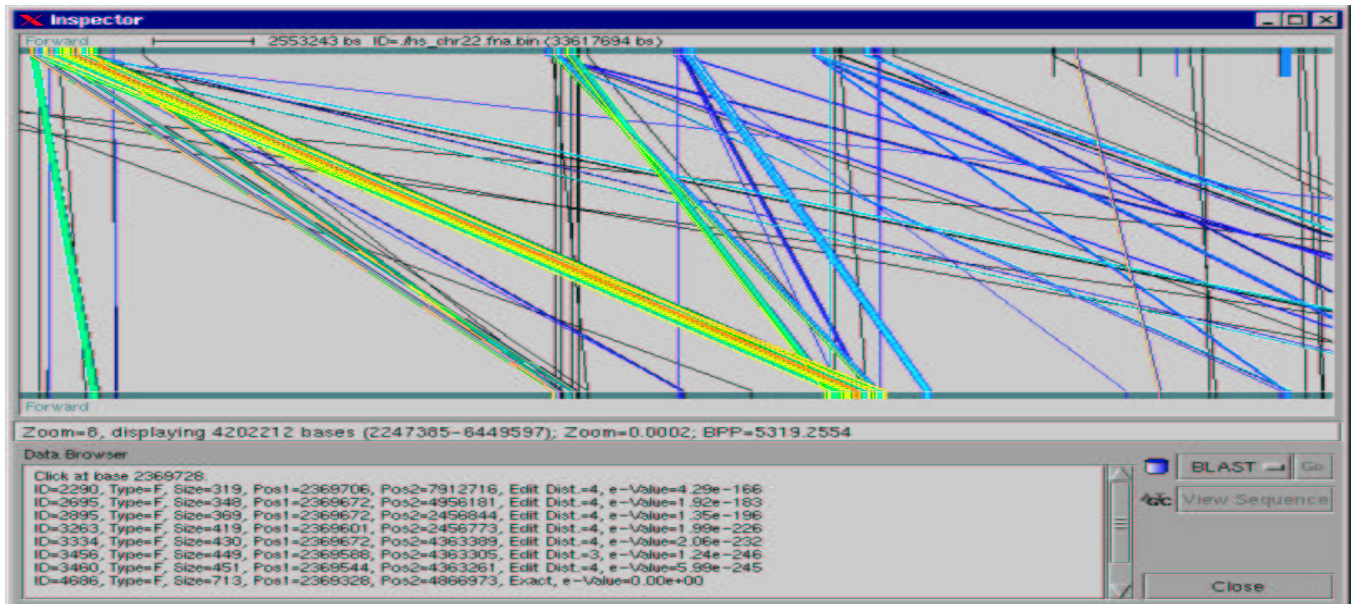 Inspector
Forward 2553243 bs ID=./hs_chr22.fna.bin (33617694 bs)
Forward
Zoom=8, displaying 4202212 bases (2247385-6449597); Zoom=0.0002; BPP=5319.2554
Data Browser
Click at base 2369728.
ID=2290, Type=F, Size=319, Pos1=2369706, Pos2=7912716, Edit Dist.=4, e-Value=4.29e-166
ID=2695, Type=F, Size=348, Pos1=2369672, Pos2=4956181, Edit Dist.=4, e-Value=1.92e-183
ID=2895, Type=F, Size=369, Pos1=2369672, Pos2=2456844, Edit Dist.=4, e-Value=1.35e-196
ID=3263, Type=F, Size=419, Pos1=2369601, Pos2=2456773, Edit Dist.=4, e-Value=1.99e-226
ID=3334, Type=F, Size=430, Pos1=2369672, Pos2=4363389, Edit Dist.=4, e-Value=2.06e-232
ID=3456, Type=F, Size=449, Pos1=2369588, Pos2=4363305, Edit Dist.=3, e-Value=1.24e-246
ID=3460, Type=F, Size=451, Pos1=2369544, Pos2=4363261, Edit Dist.=4, e-Value=5.99e-245
ID=4686, Type=F, Size=713, Pos1=2369328, Pos2=4866973, Exact, e-Value=0.00e+00
BLAST Go
View Sequence
Close